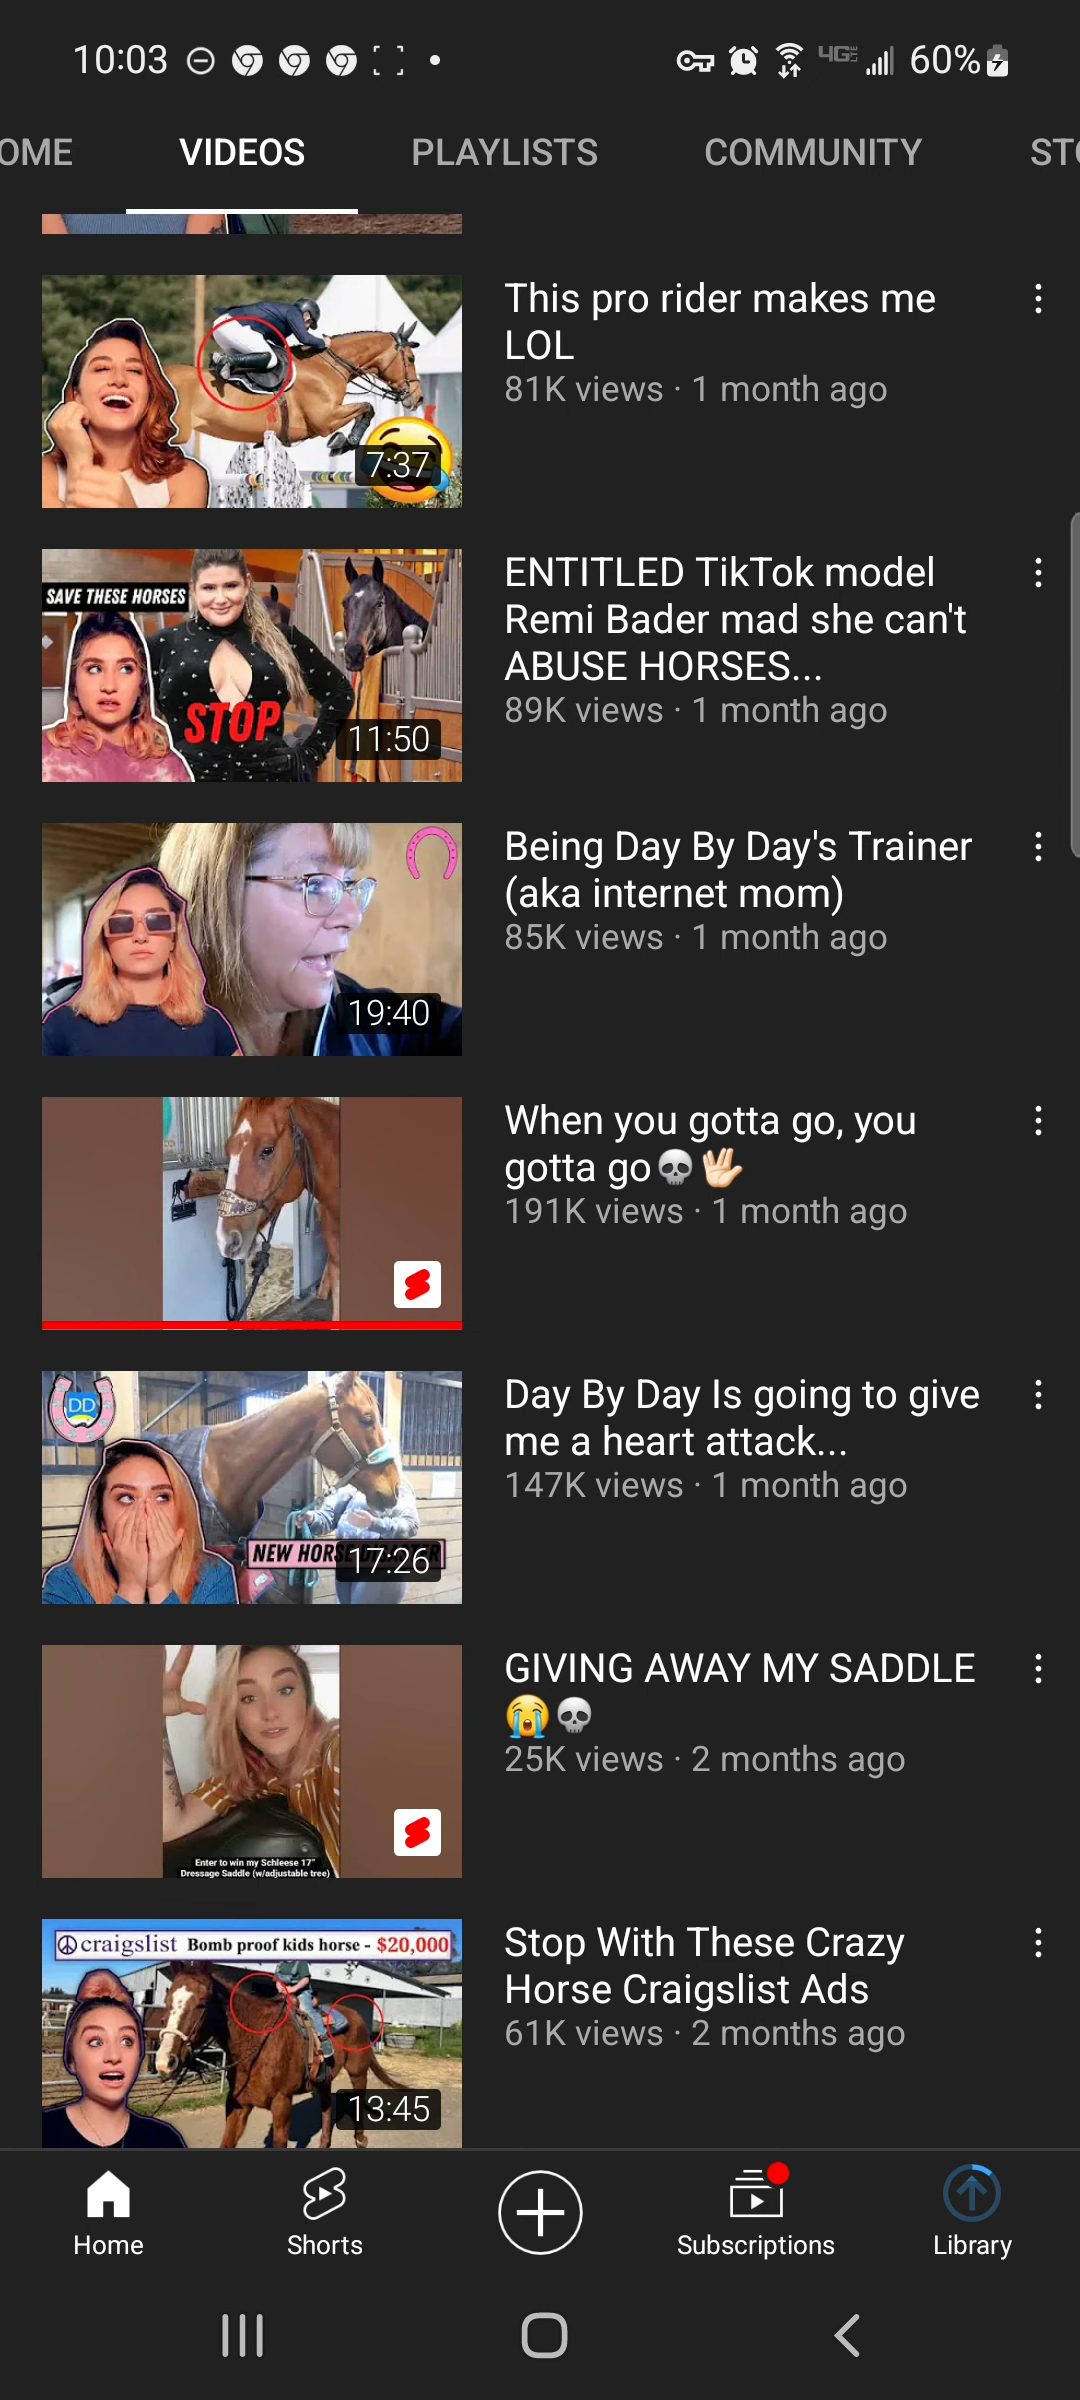 10:03
4G
60%
OME VIDEOS PLAYLISTS COMMUNITY STO
This pro rider makes me
LOL
81K views · 1 month ago
7:37
SAVE THESE HORSES
STOP
11:50
ENTITLED TikTok model
Remi Bader mad she can't
ABUSE HORSES...
89K views · 1 month ago
19:40
Being Day By Day's Trainer
(aka internet mom)
85K views · 1 month ago
When you gotta go, you
gotta go💀🖖🏻
191K views · 1 month ago
DD
NEW HORSE
17:26
Day By Day Is going to give
me a heart attack...
147K views · 1 month ago
Enter to win my Schleese 17"
Dressage Saddle (w/adjustable tree)
GIVING AWAY MY SADDLE
😭💀
25K views · 2 months ago
craigslist Bomb proof kids horse - $20,000
13:45
Stop With These Crazy
Horse Craigslist Ads
61K views · 2 months ago
Home Shorts Subscriptions Library